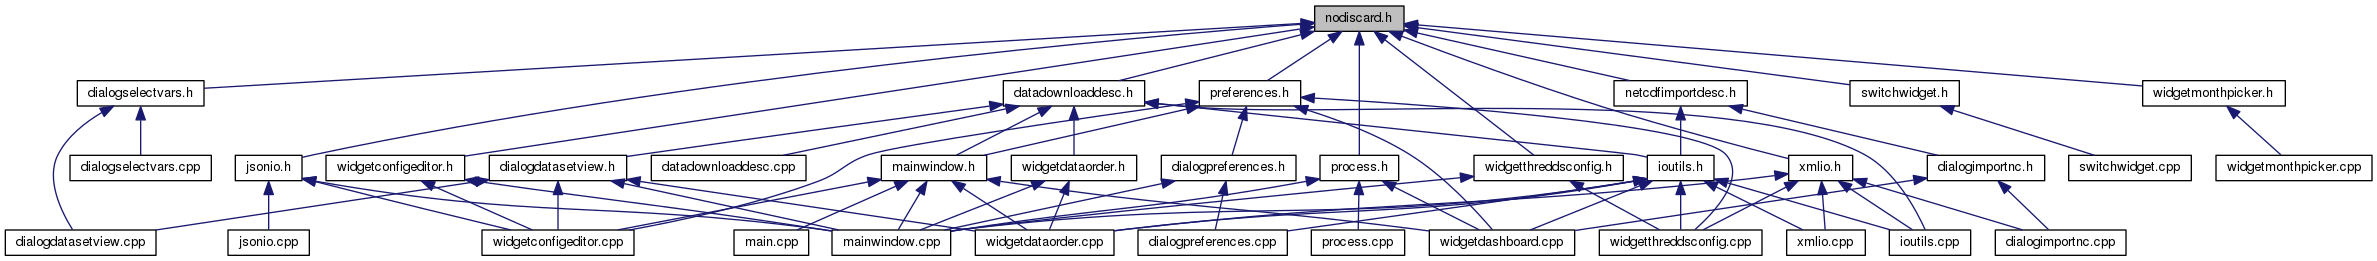 nodiscard.h
dialogselectvars.h
datadownloaddesc.h
preferences.h
netcdfimportdesc.h
switchwidget.h
widgetmonthpicker.h
dialogselectvars.cpp
jsonio.h
widgetconfigeditor.h
dialogdatasetview.h
datadownloaddesc.cpp
mainwindow.h
widgetdataorder.h
dialogpreferences.h
process.h
widgetthreddsconfig.h
ioutils.h
xmlio.h
dialogimportnc.h
switchwidget.cpp
widgetmonthpicker.cpp
dialogdatasetview.cpp
jsonio.cpp
widgetconfigeditor.cpp
main.cpp
mainwindow.cpp
widgetdataorder.cpp
dialogpreferences.cpp
process.cpp
widgetdashboard.cpp
widgetthreddsconfig.cpp
xmlio.cpp
ioutils.cpp
dialogimportnc.cpp